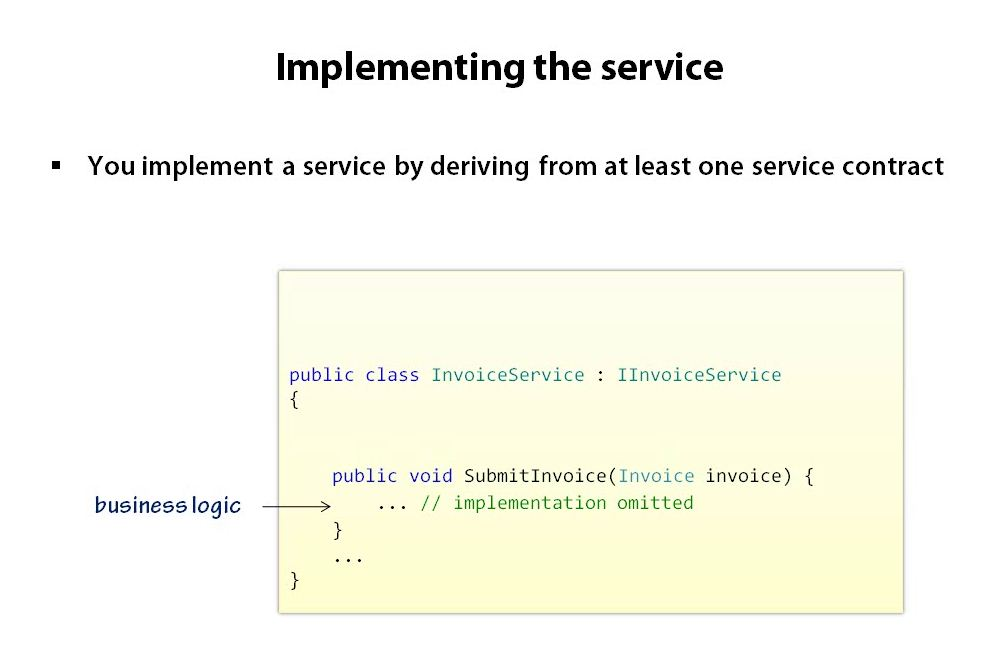 Implementing the service
▪ You implement a service by deriving from at least one service contract
public class InvoiceService : IInvoiceService
{
public void SubmitInvoice(Invoice invoice) {
business logic
... // implementation omitted
}
...
}